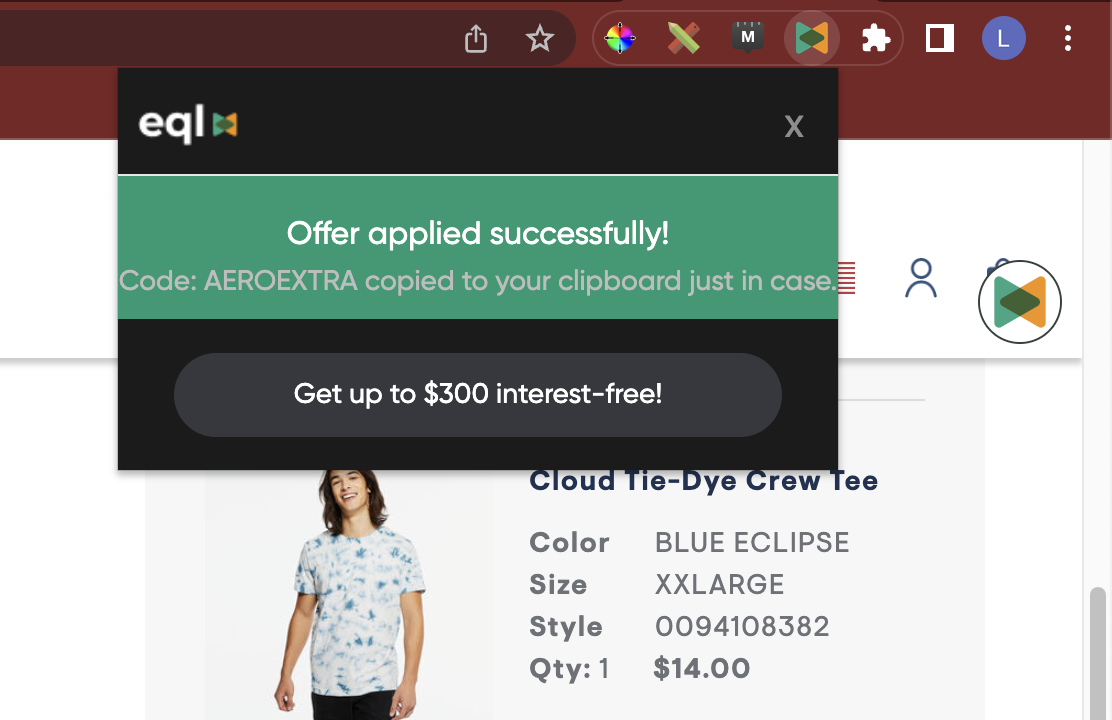 M
L
eql
X
Offer applied successfully!
Code: AEROEXTRA copied to your clipboard just in case.
Get up to $300 interest-free!
Cloud Tie-Dye Crew Tee
Color BLUE ECLIPSE
Size XXLARGE
Style 0094108382
Qty: 1 $14.00